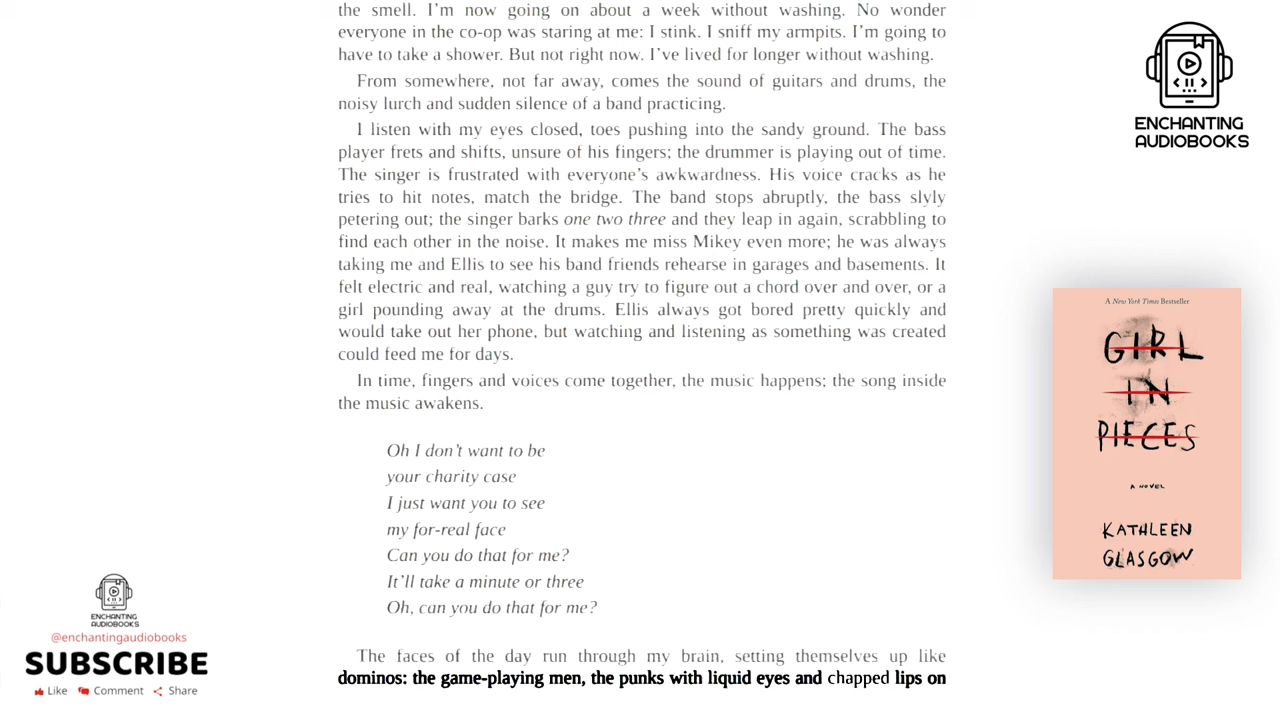 the smell. I'm now going on about a week without washing. No wonder
everyone in the co-op was staring at me: I stink. I sniff my armpits. I'm going to
have to take a shower. But not right now. I've lived for longer without washing.
From somewhere, not far away, comes the sound of guitars and drums, the
noisy lurch and sudden silence of a band practicing.
I listen with my eyes closed, toes pushing into the sandy ground. The bass
player frets and shifts, unsure of his fingers; the drummer is playing out of time.
The singer is frustrated with everyone's awkwardness. His voice cracks as he
tries to hit notes, match the bridge. The band stops abruptly, the bass slyly
petering out; the singer barks one two three and they leap in again, scrabbling to
find each other in the noise. It makes me miss Mikey even more; he was always
taking me and Ellis to see his band friends rehearse in garages and basements. It
felt electric and real, watching a guy try to figure out a chord over and over, or a
girl pounding away at the drums. Ellis always got bored pretty quickly and
would take out her phone, but watching and listening as something was created
could feed me for days.
In time, fingers and voices come together, the music happens; the song inside
the music awakens.
Oh I don't want to be
your charity case
I just want you to see
my for-real face
Can you do that for me?
It'll take a minute or three
Oh, can you do that for me?
The faces of the day run through my brain, setting themselves up like
dominos: the game-playing men, the punks with liquid eyes and chapped lips on
ENCHANTING
AUDIOBOOKS
A New York Times Bestseller
GIRL
IN
PIECES
A NOVEL
KATHLEEN
GLASGOW
ENCHANTING
AUDIOBOOKS
@enchantingaudiobooks
SUBSCRIBE
Like Comment Share